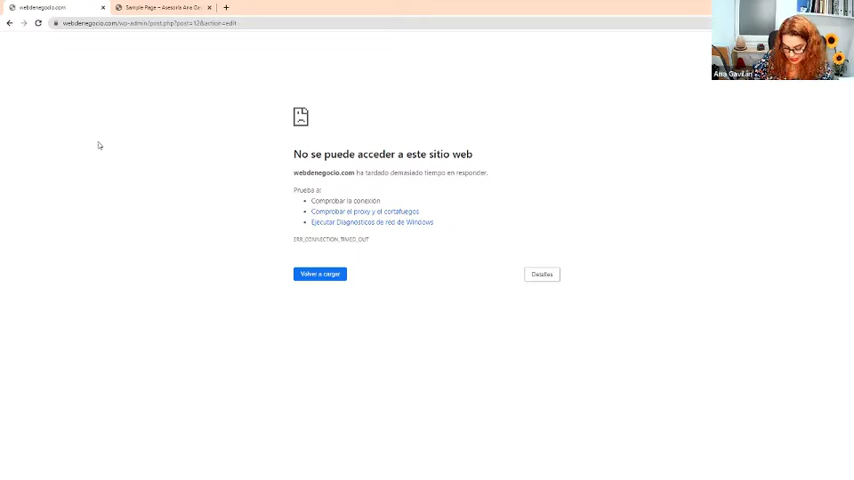 webdenegocio.com
Sample Page – Asesoría Ana Ga
webdenegocio.com/wp-admin/post.php?post=12&action=edit
Ana Gavilan
No se puede acceder a este sitio web
webdenegocio.com ha tardado demasiado tiempo en responder.
Prueba a:
Comprobar la conexión
Comprobar el proxy y el cortafuegos
Ejecutar Diagnósticos de red de Windows
ERR_CONNECTION_TIMED_OUT
Volver a cargar
Detalles